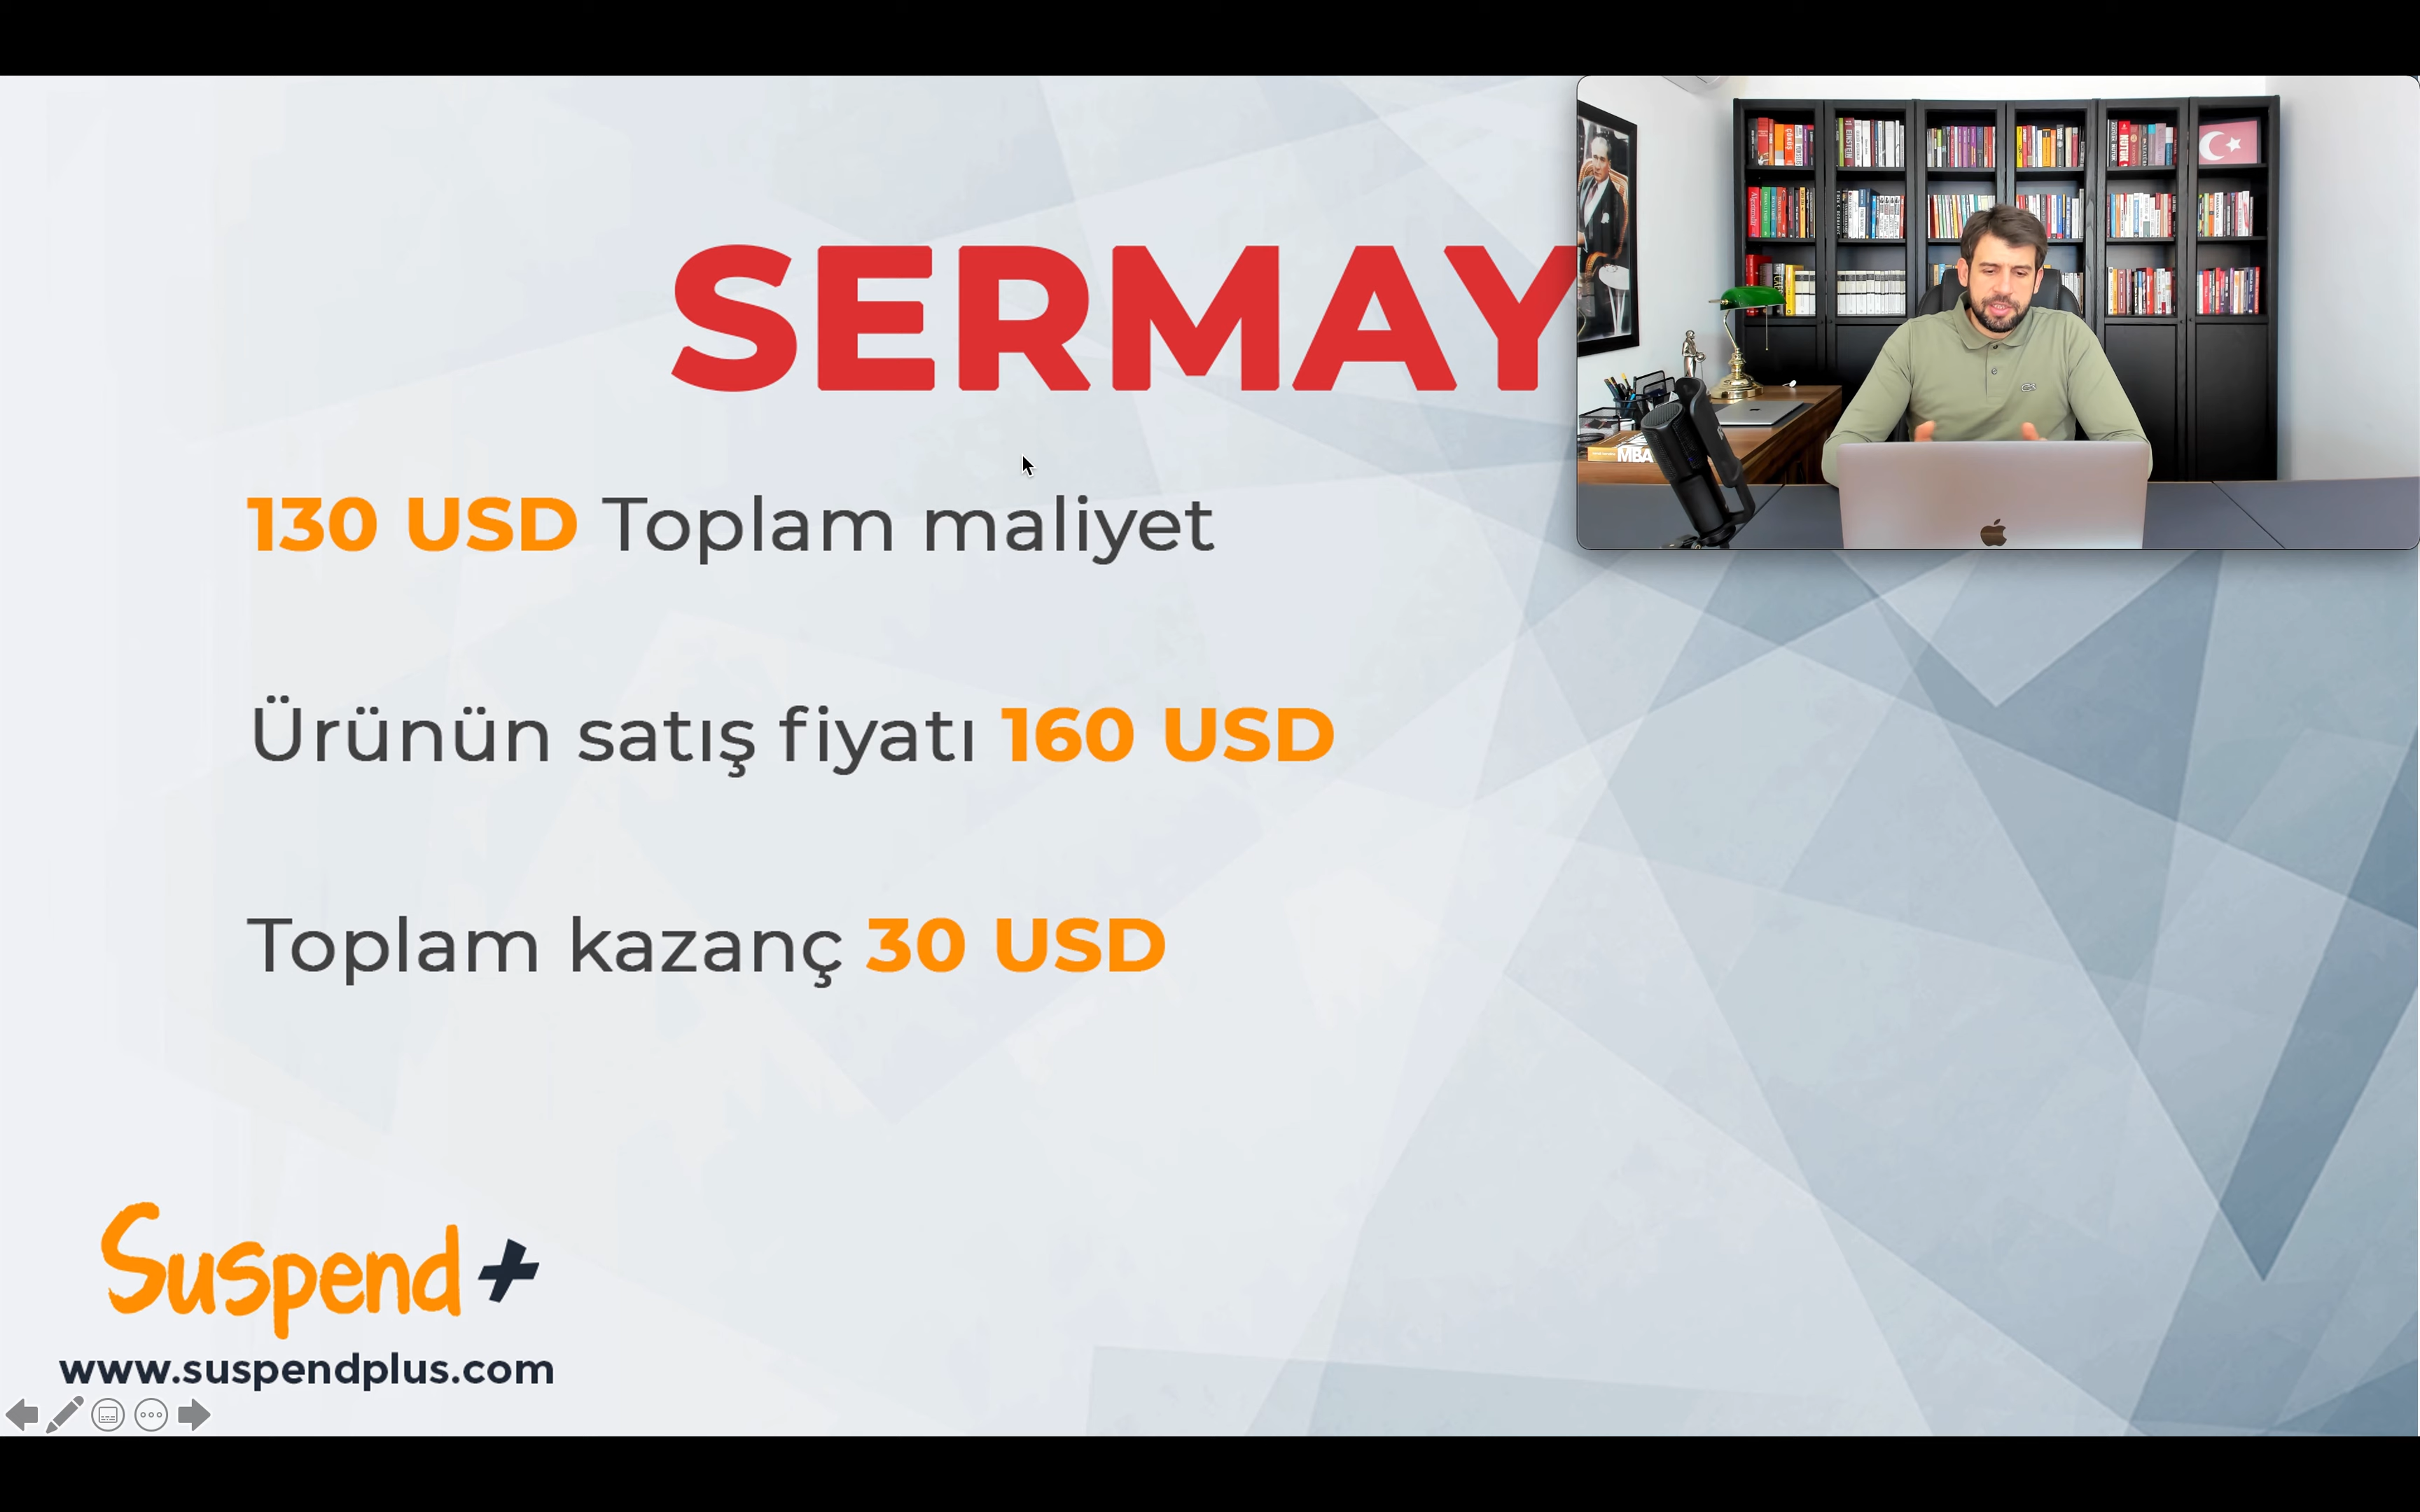 SERMAY
130 USD Toplam maliyet
Ürünün satış fiyatı 160 USD
Toplam kazanç 30 USD
Suspend +
www.suspendplus.com
MBA